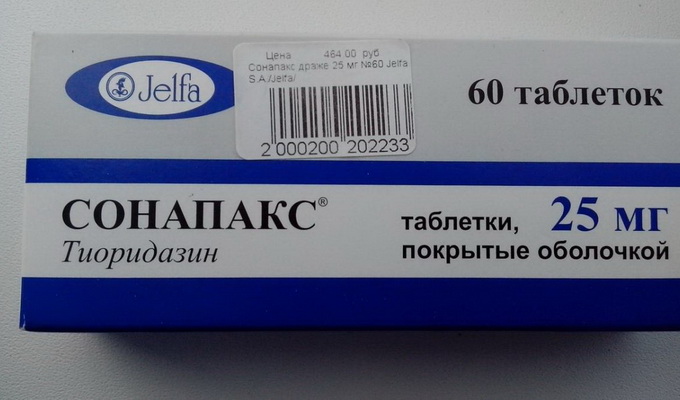 Jelfa
Цена 464.00 руб
Сонапакс драже 25 мг №60 Jelfa
S.A./Jelfa/
2 000200 202233
60 таблеток
СОНАПАКС®
Тиоридазин
таблетки, 25 мг
покрытые оболочкой